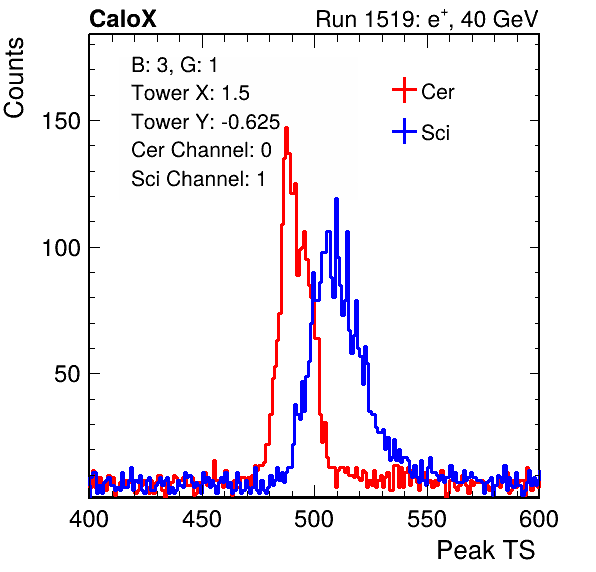 CaloX Run 1519: e⁺, 40 GeV
Counts
B: 3, G: 1
Tower X: 1.5
Tower Y: -0.625
Cer Channel: 0
Sci Channel: 1
Cer
Sci
150
100
50
400 450 500 550 600
Peak TS